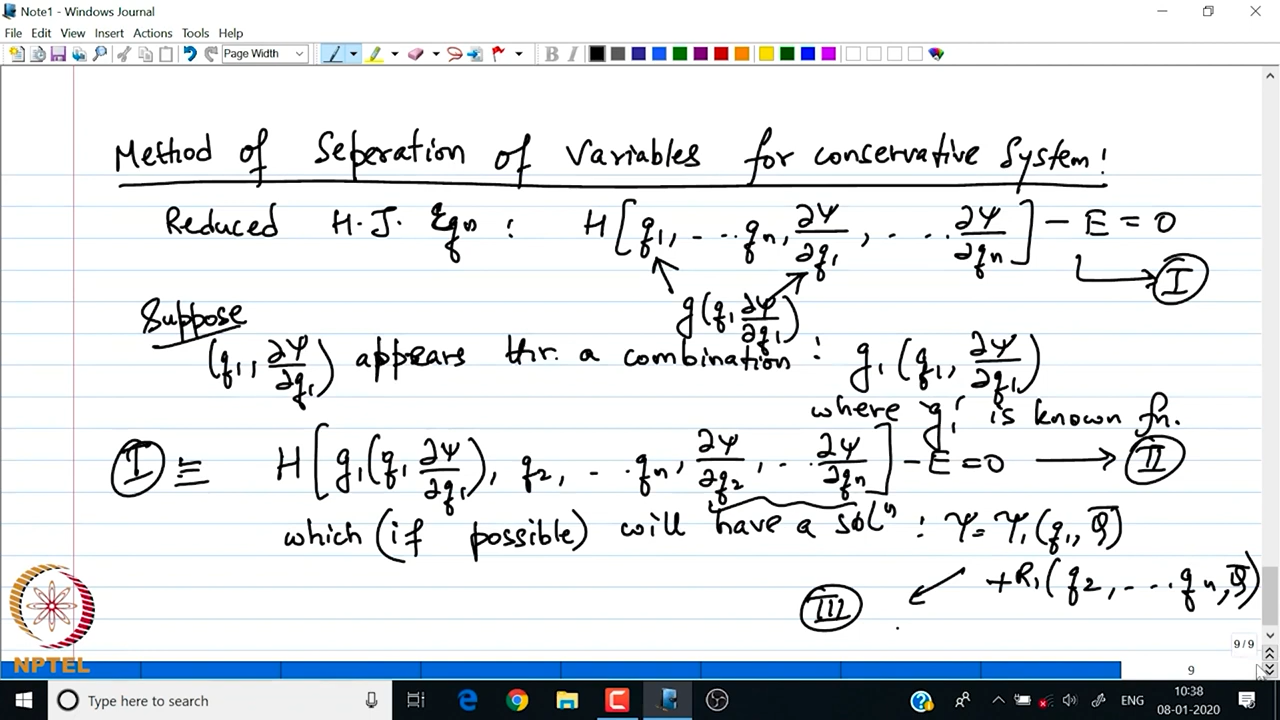 Note1 - Windows Journal
File Edit View Insert Actions Tools Help
Page Width
B I
Method of Seperation of Variables for conservative System:
Reduced H.J. Eqn : H[q₁, - ..qₙ, ∂Ψ/∂q₁, . .. ∂Ψ/∂qₙ] - E = 0
I
g(q₁ ∂Ψ/∂q₁)
Suppose
(q₁, ∂Ψ/∂q₁) appears thr. a combination : g₁(q₁, ∂Ψ/∂q₁)
where 'g₁' is known fn.
I ≡ H[g₁(q₁ ∂Ψ/∂q₁), q₂, . .. qₙ, ∂Ψ/∂q₂, . .. ∂Ψ/∂qₙ] - E = 0 → II
which (if possible) will have a solⁿ : Ψ = Ψ₁(q₁, Q̄)
+ R₁(q₂, ... qₙ, Q̄)
III
NPTEL
9 / 9
9
Type here to search
ENG
10:38
08-01-2020